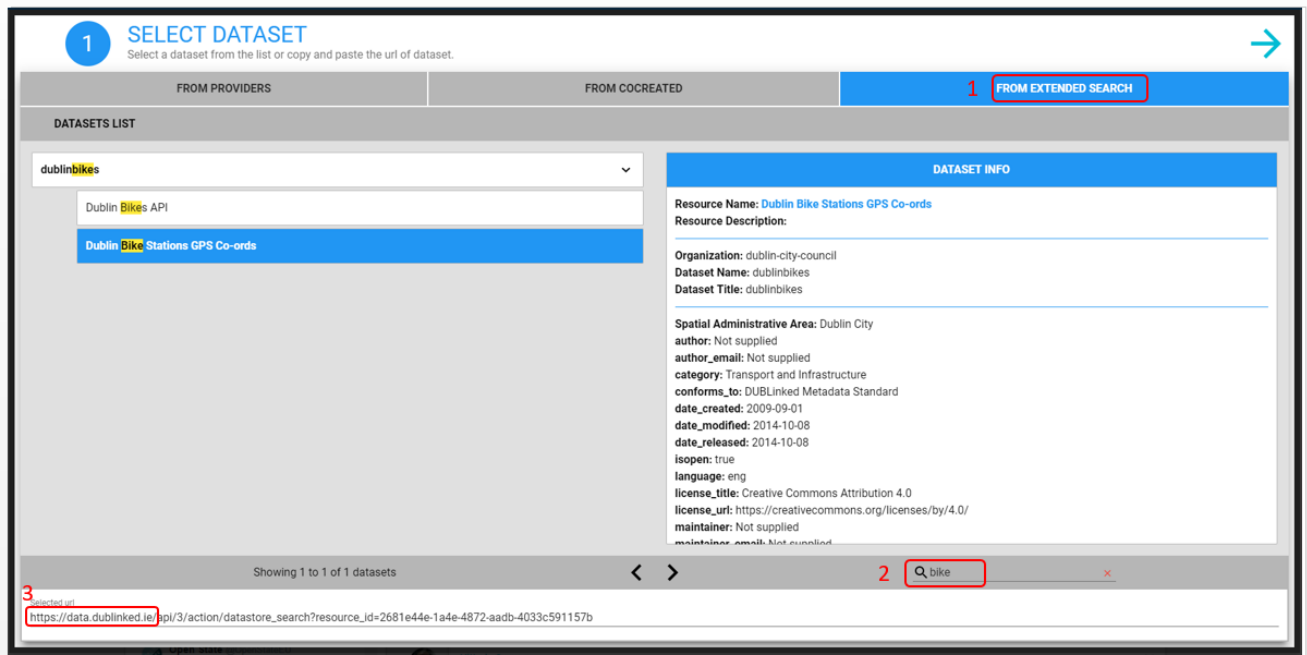 1
SELECT DATASET
Select a dataset from the list or copy and paste the url of dataset.
FROM PROVIDERS
FROM COCREATED
1
FROM EXTENDED SEARCH
DATASETS LIST
dublinbikes
Dublin Bikes API
Dublin Bike Stations GPS Co-ords
DATASET INFO
Resource Name: Dublin Bike Stations GPS Co-ords
Resource Description:
Organization: dublin-city-council
Dataset Name: dublinbikes
Dataset Title: dublinbikes
Spatial Administrative Area: Dublin City
author: Not supplied
author_email: Not supplied
category: Transport and Infrastructure
conforms_to: DUBLinked Metadata Standard
date_created: 2009-09-01
date_modified: 2014-10-08
date_released: 2014-10-08
isopen: true
language: eng
license_title: Creative Commons Attribution 4.0
license_url: https://creativecommons.org/licenses/by/4.0/
maintainer: Not supplied
maintainer_email: Not supplied
Showing 1 to 1 of 1 datasets
2
bike
3
Selected url
https://data.dublinked.ie/api/3/action/datastore_search?resource_id=2681e44e-1a4e-4872-aadb-4033c591157b